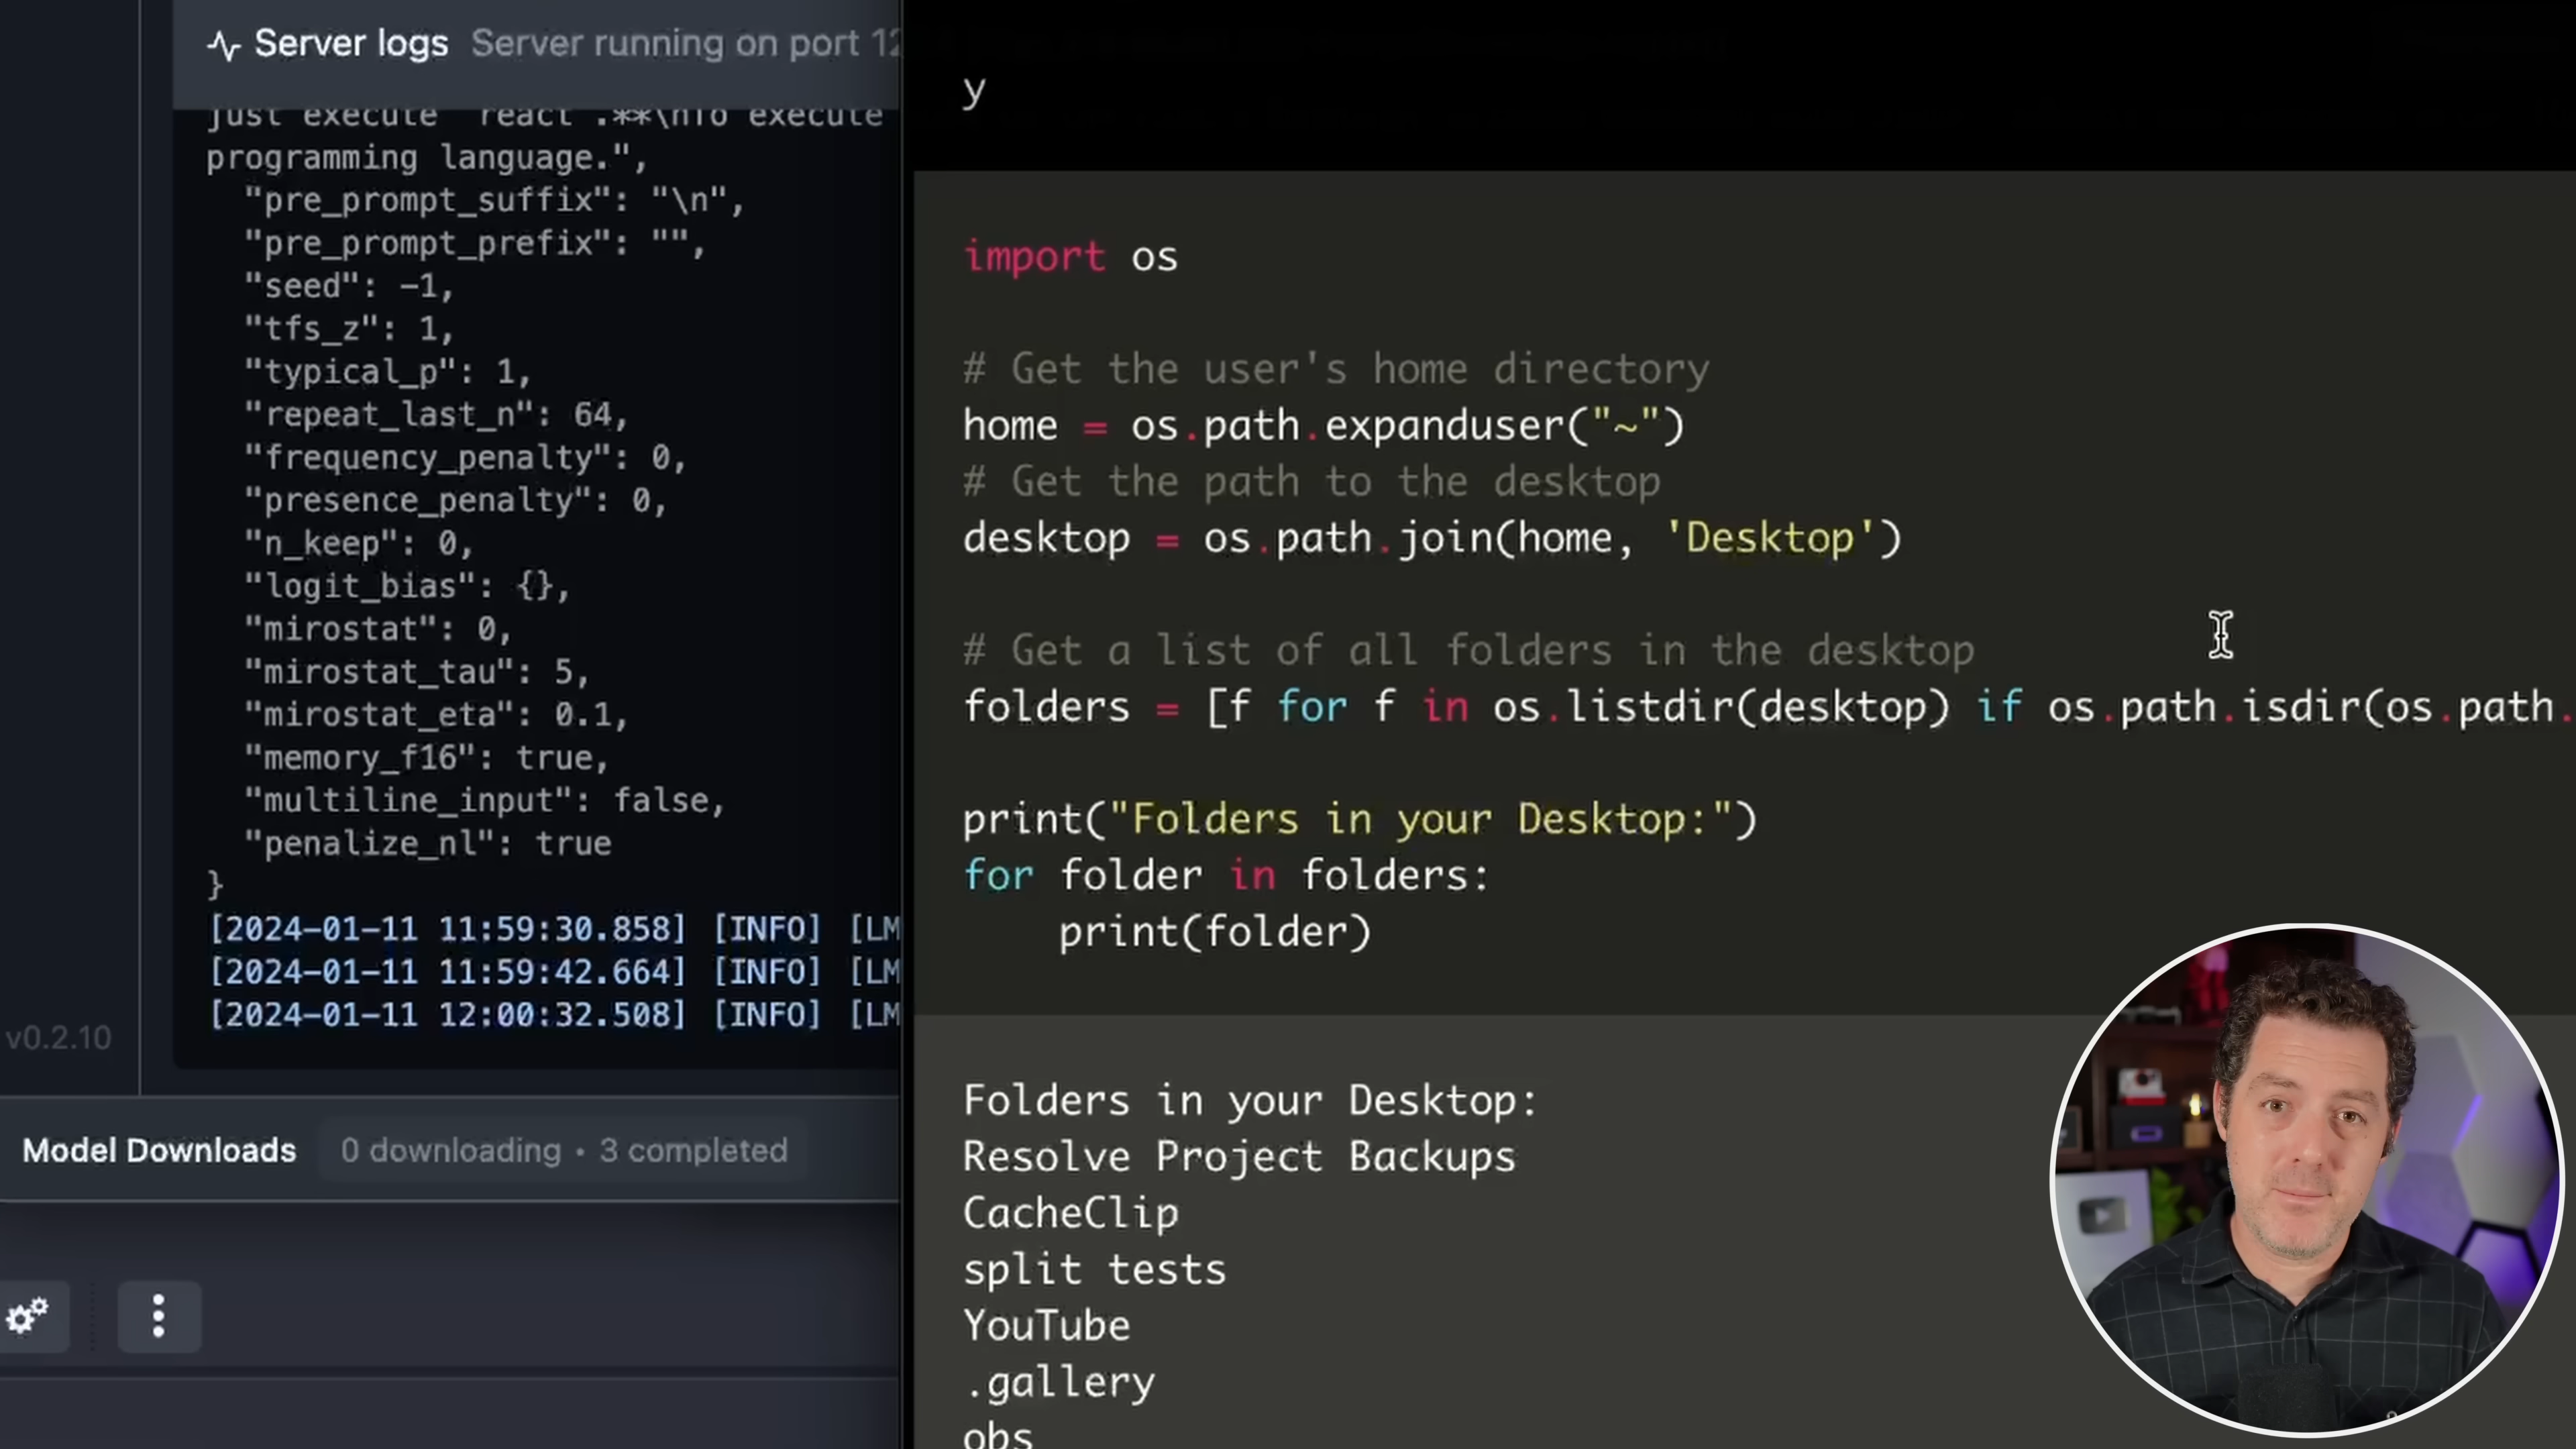 Server logs Server running on port 12
just execute `react`.**\nTo execute
programming language.",
"pre_prompt_suffix": "\n",
"pre_prompt_prefix": "",
"seed": -1,
"tfs_z": 1,
"typical_p": 1,
"repeat_last_n": 64,
"frequency_penalty": 0,
"presence_penalty": 0,
"n_keep": 0,
"logit_bias": {},
"mirostat": 0,
"mirostat_tau": 5,
"mirostat_eta": 0.1,
"memory_f16": true,
"multiline_input": false,
"penalize_nl": true
}
[2024-01-11 11:59:30.858] [INFO] [LM
[2024-01-11 11:59:42.664] [INFO] [LM
[2024-01-11 12:00:32.508] [INFO] [LM
v0.2.10
Model Downloads 0 downloading • 3 completed
y
import os
# Get the user's home directory
home = os.path.expanduser("~")
# Get the path to the desktop
desktop = os.path.join(home, 'Desktop')
# Get a list of all folders in the desktop
folders = [f for f in os.listdir(desktop) if os.path.isdir(os.path.
print("Folders in your Desktop:")
for folder in folders:
print(folder)
Folders in your Desktop:
Resolve Project Backups
CacheClip
split tests
YouTube
.gallery
obs